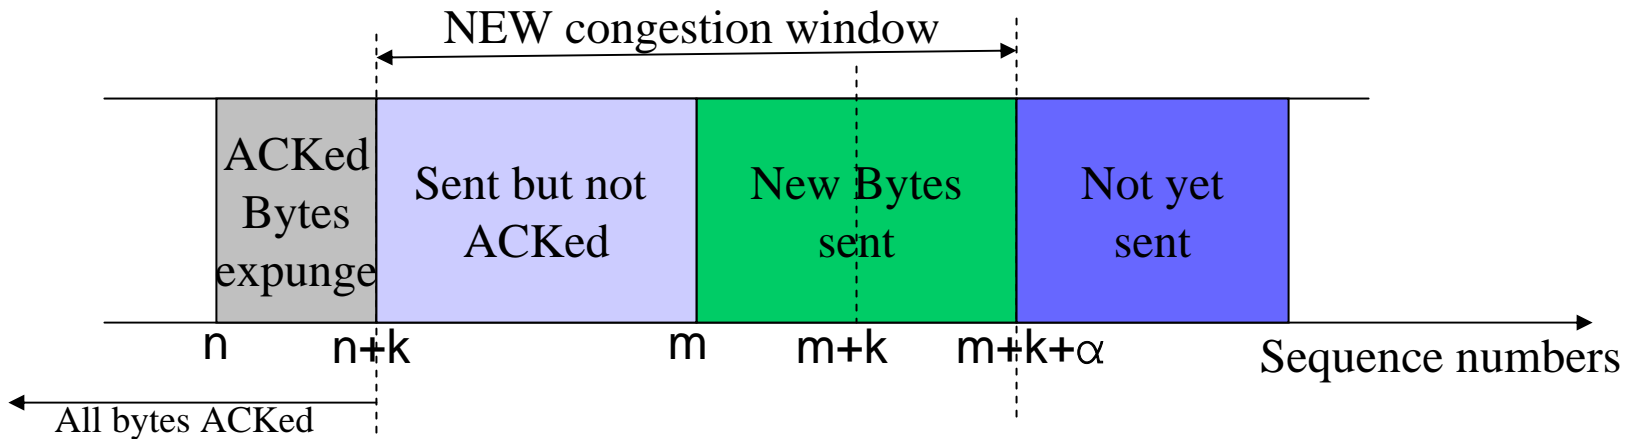 NEW congestion window
ACKed
Bytes
expunge
Sent but not
ACKed
New Bytes
sent
Not yet
sent
n
n+k
m
m+k
m+k+α
Sequence numbers
All bytes ACKed